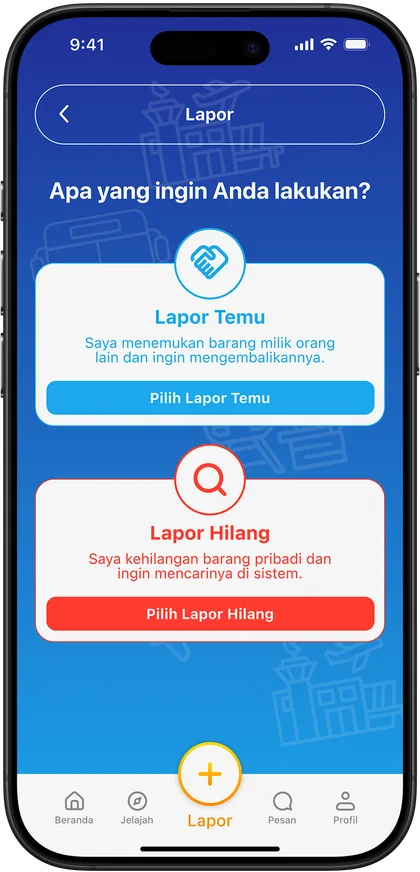 9:41
Lapor
Apa yang ingin Anda lakukan?
Lapor Temu
Saya menemukan barang milik orang
lain dan ingin mengembalikannya.
Pilih Lapor Temu
Lapor Hilang
Saya kehilangan barang pribadi dan
ingin mencarinya di sistem.
Pilih Lapor Hilang
Beranda
Jelajah
Lapor
Pesan
Profil